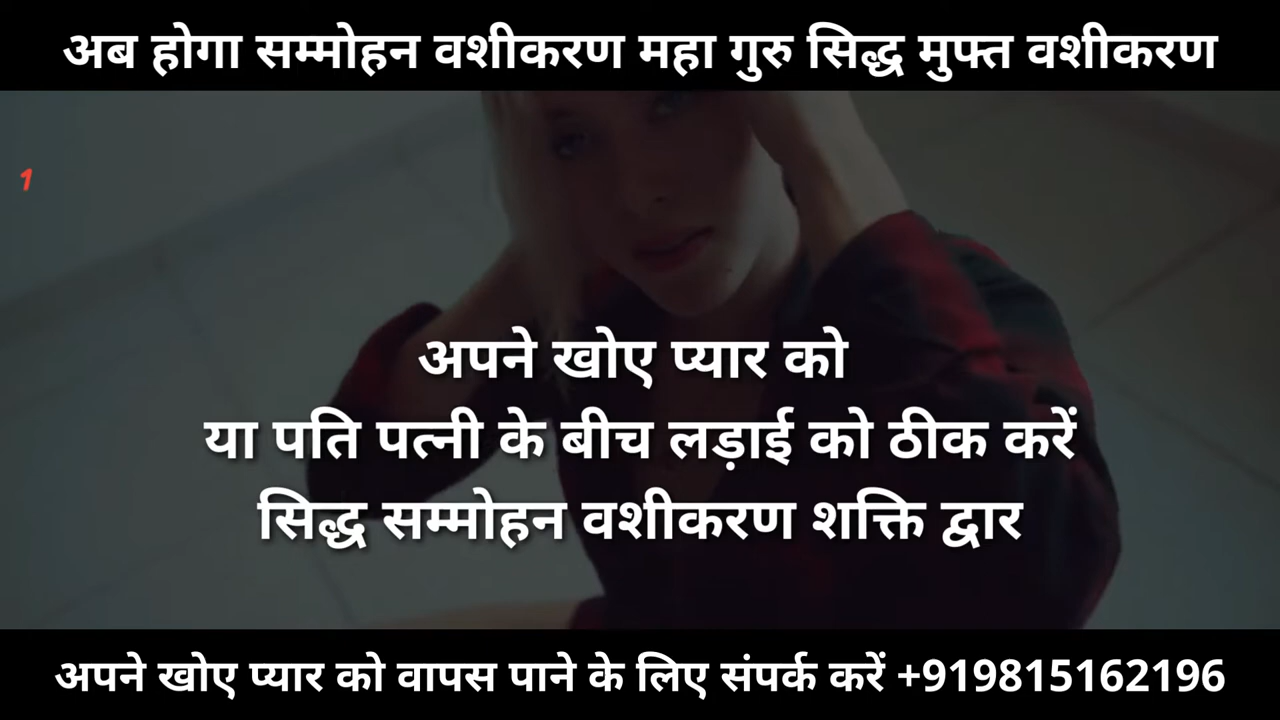 अब होगा सम्मोहन वशीकरण महा गुरु सिद्ध मुफ्त वशीकरण
1
अपने खोए प्यार को
या पति पत्नी के बीच लड़ाई को ठीक करें
सिद्ध सम्मोहन वशीकरण शक्ति द्वार
अपने खोए प्यार को वापस पाने के लिए संपर्क करें +919815162196